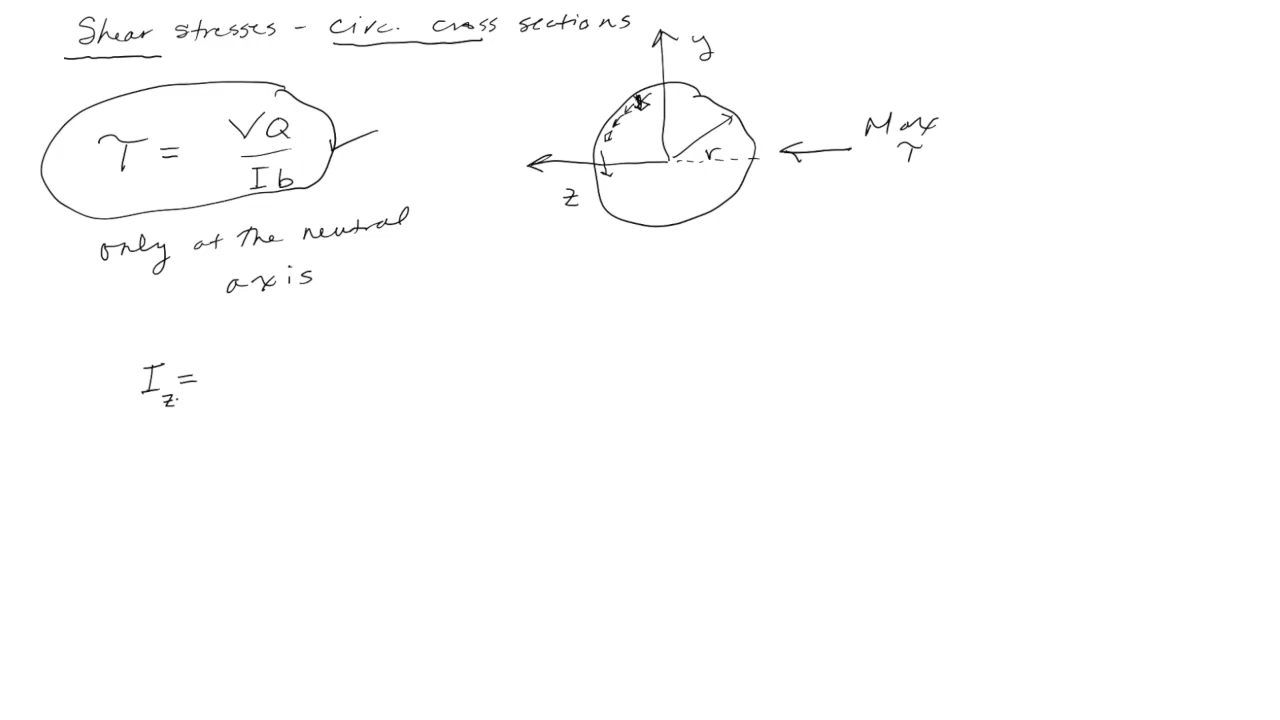 Shear stresses - circ. cross sections
y
τ = VQ / Ib
r
Max
τ
z
only at the neutral
axis
I_z =